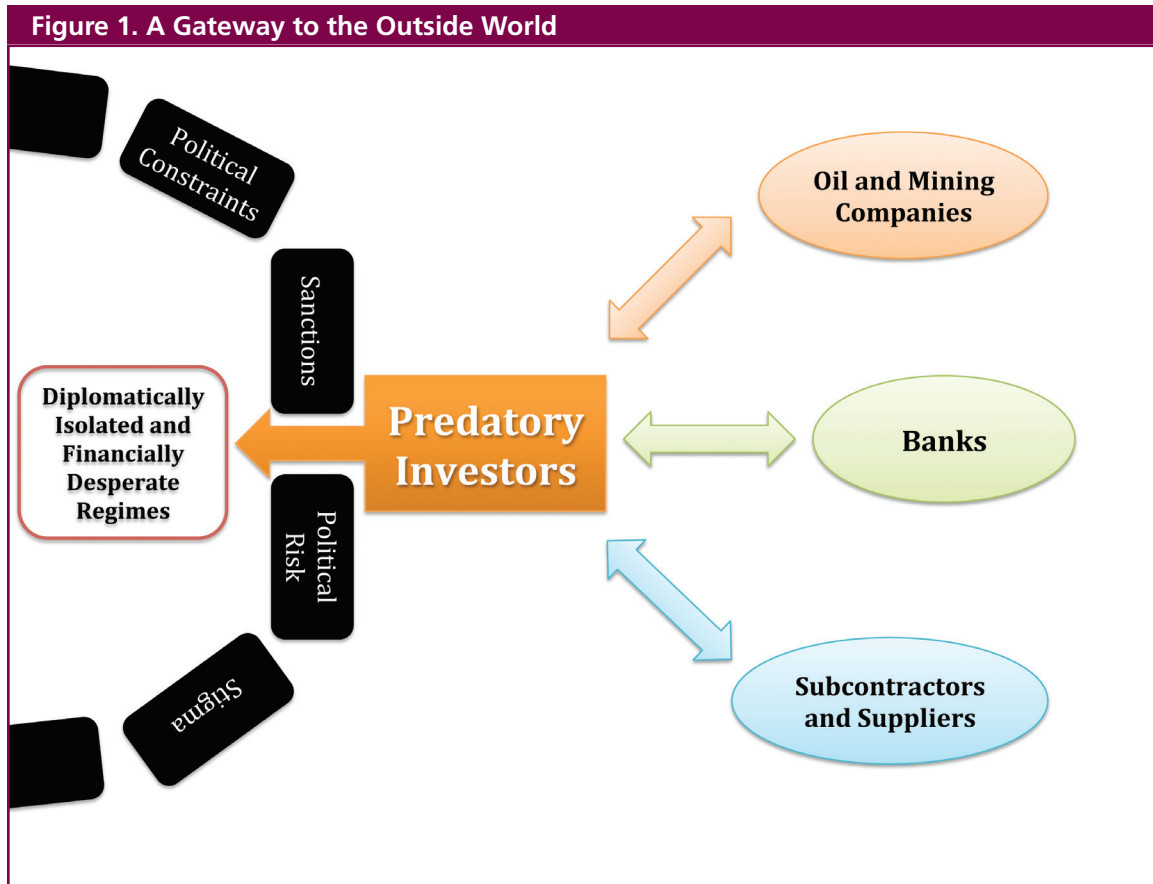 Figure 1. A Gateway to the Outside World
Political
Constraints
Sanctions
Diplomatically
Isolated and
Financially
Desperate
Regimes
Predatory
Investors
Political
Risk
Stigma
Oil and Mining
Companies
Banks
Subcontractors
and Suppliers